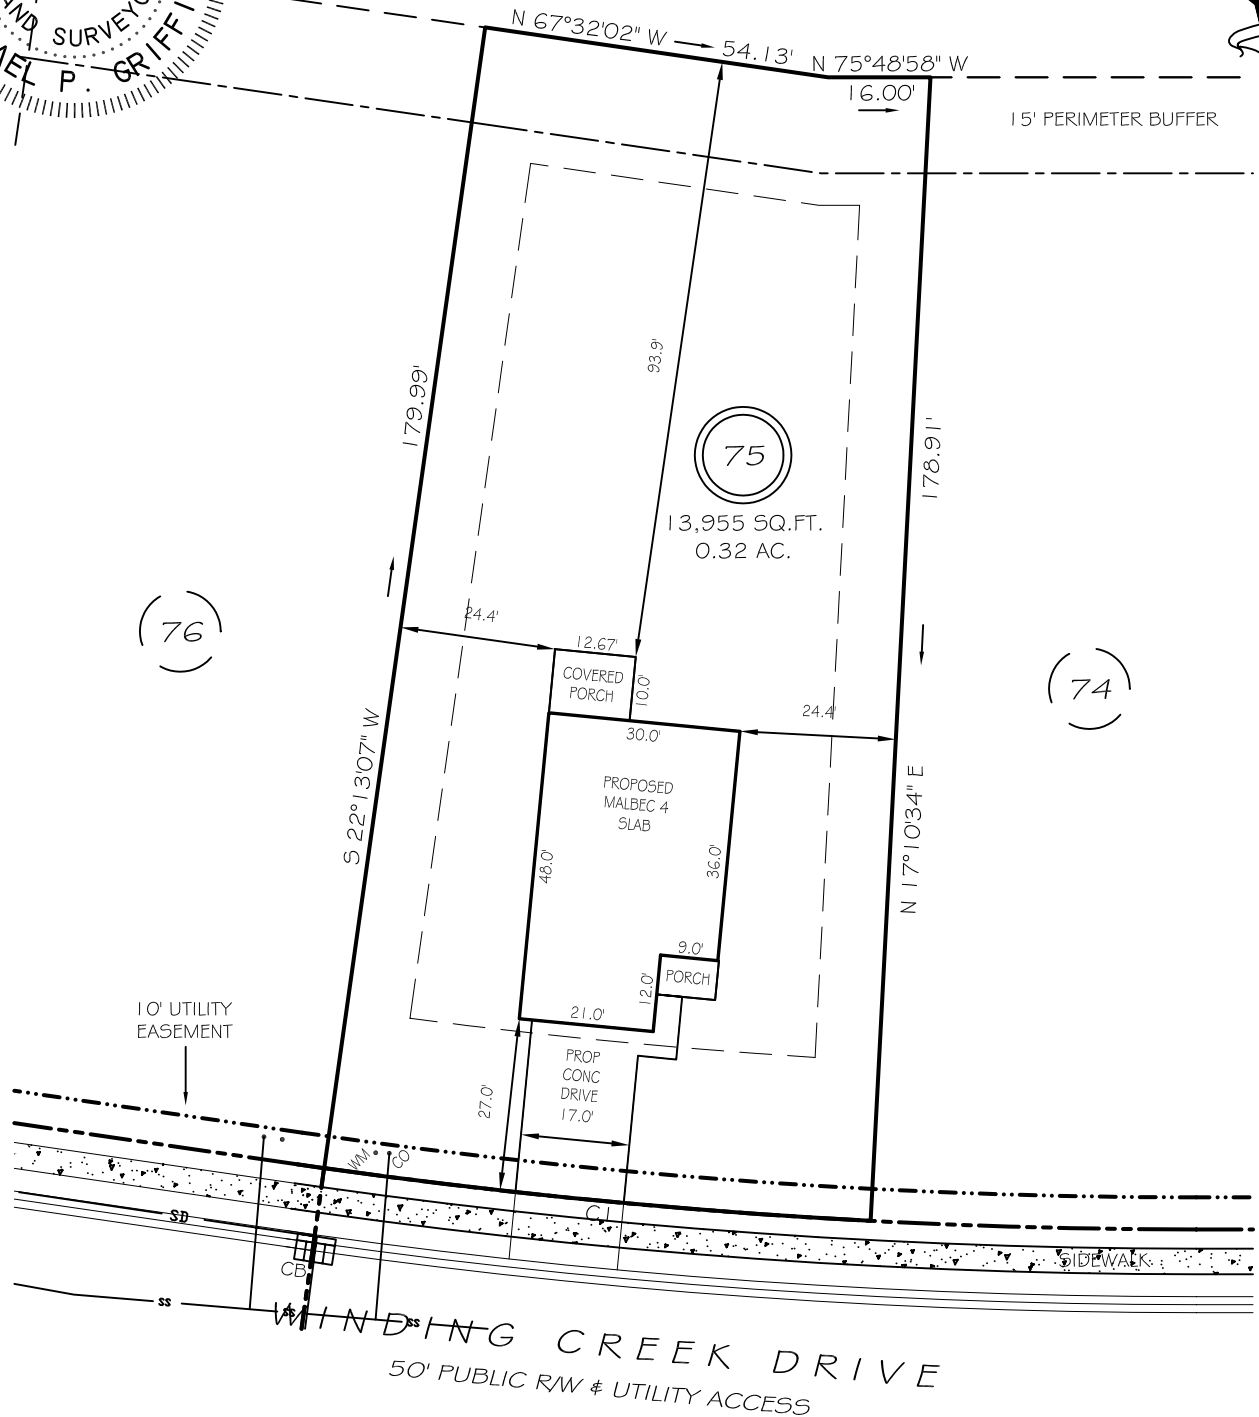 AND SURVEYO
AEL P. GRIFFI
N 67°32'02" W
54.13'
N 75°48'58" W
16.00'
15' PERIMETER BUFFER
93.9'
179.99'
178.91'
75
13,955 SQ.FT.
0.32 AC.
76
74
24.4'
12.67'
COVERED
PORCH
10.0'
24.4'
30.0'
S 22°13'07" W
N 17°10'34" E
PROPOSED
MALBEC 4
SLAB
48.0'
36.0'
9.0'
PORCH
12.0'
21.0'
10' UTILITY
EASEMENT
PROP
CONC
DRIVE
17.0'
27.0'
WM
CO
C1
SD
CB
SIDEWALK
SS
SS
SS
WINDING CREEK DRIVE
50' PUBLIC R/W & UTILITY ACCESS